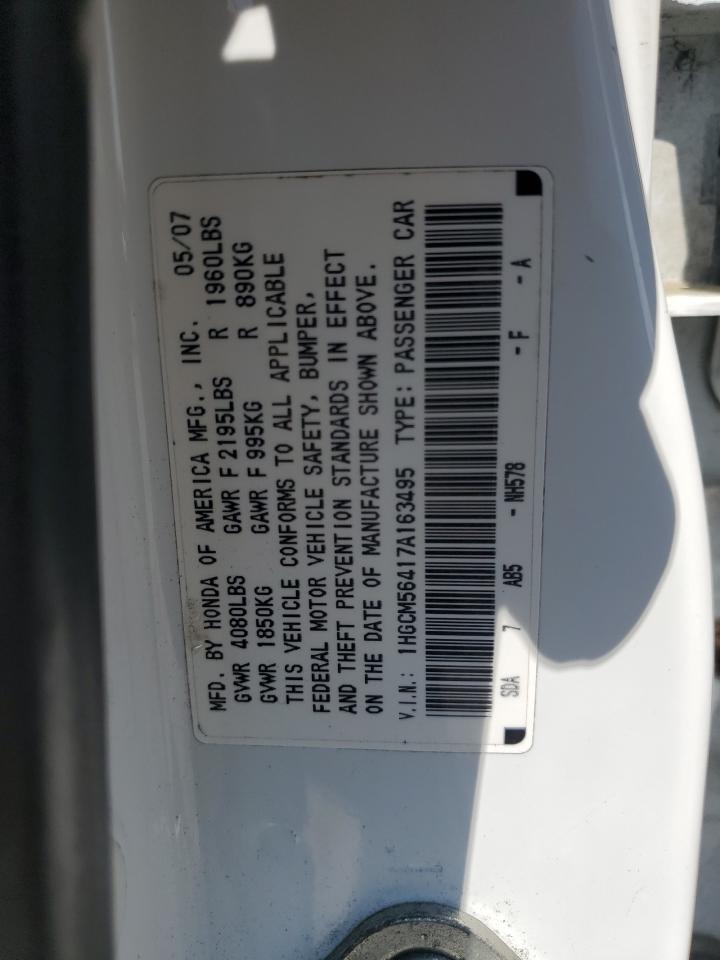 MFD. BY HONDA OF AMERICA MFG., INC. 05/07
GVWR 4080LBS GAWR F 2195LBS R 1960LBS
GVWR 1850KG GAWR F 995KG R 890KG
THIS VEHICLE CONFORMS TO ALL APPLICABLE
FEDERAL MOTOR VEHICLE SAFETY, BUMPER,
AND THEFT PREVENTION STANDARDS IN EFFECT
ON THE DATE OF MANUFACTURE SHOWN ABOVE.
V.I.N.: 1HGCM56417A163495 TYPE: PASSENGER CAR
SDA 7 AB5 - NH578 - F - A